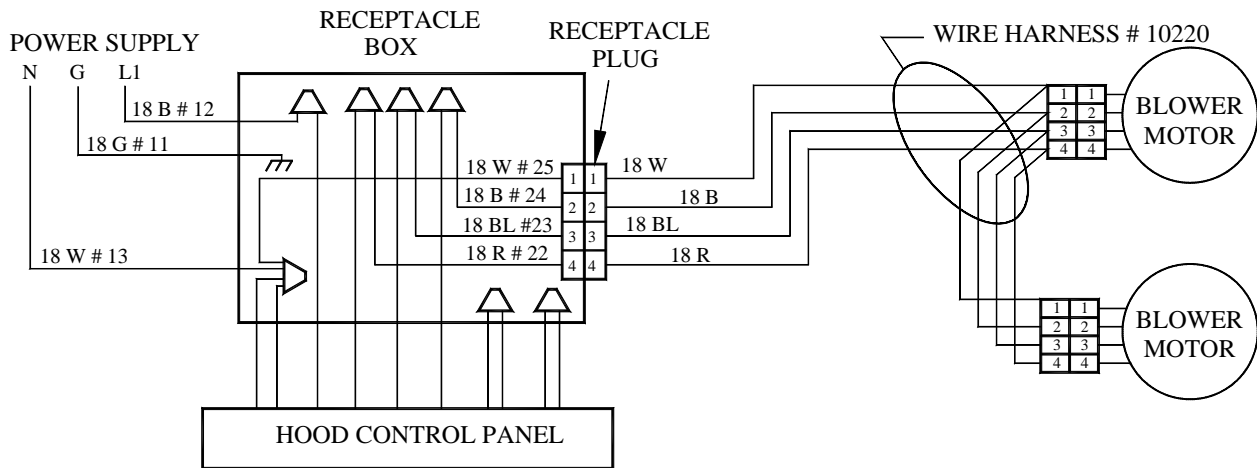 POWER SUPPLY
N G L1
RECEPTACLE
BOX
RECEPTACLE
PLUG
WIRE HARNESS # 10220
18 B # 12
18 G # 11
18 W # 13
18 W # 25
18 B # 24
18 BL #23
18 R # 22
1 1
2 2
3 3
4 4
18 W
18 B
18 BL
18 R
1 1
2 2
3 3
4 4
BLOWER
MOTOR
1 1
2 2
3 3
4 4
BLOWER
MOTOR
HOOD CONTROL PANEL